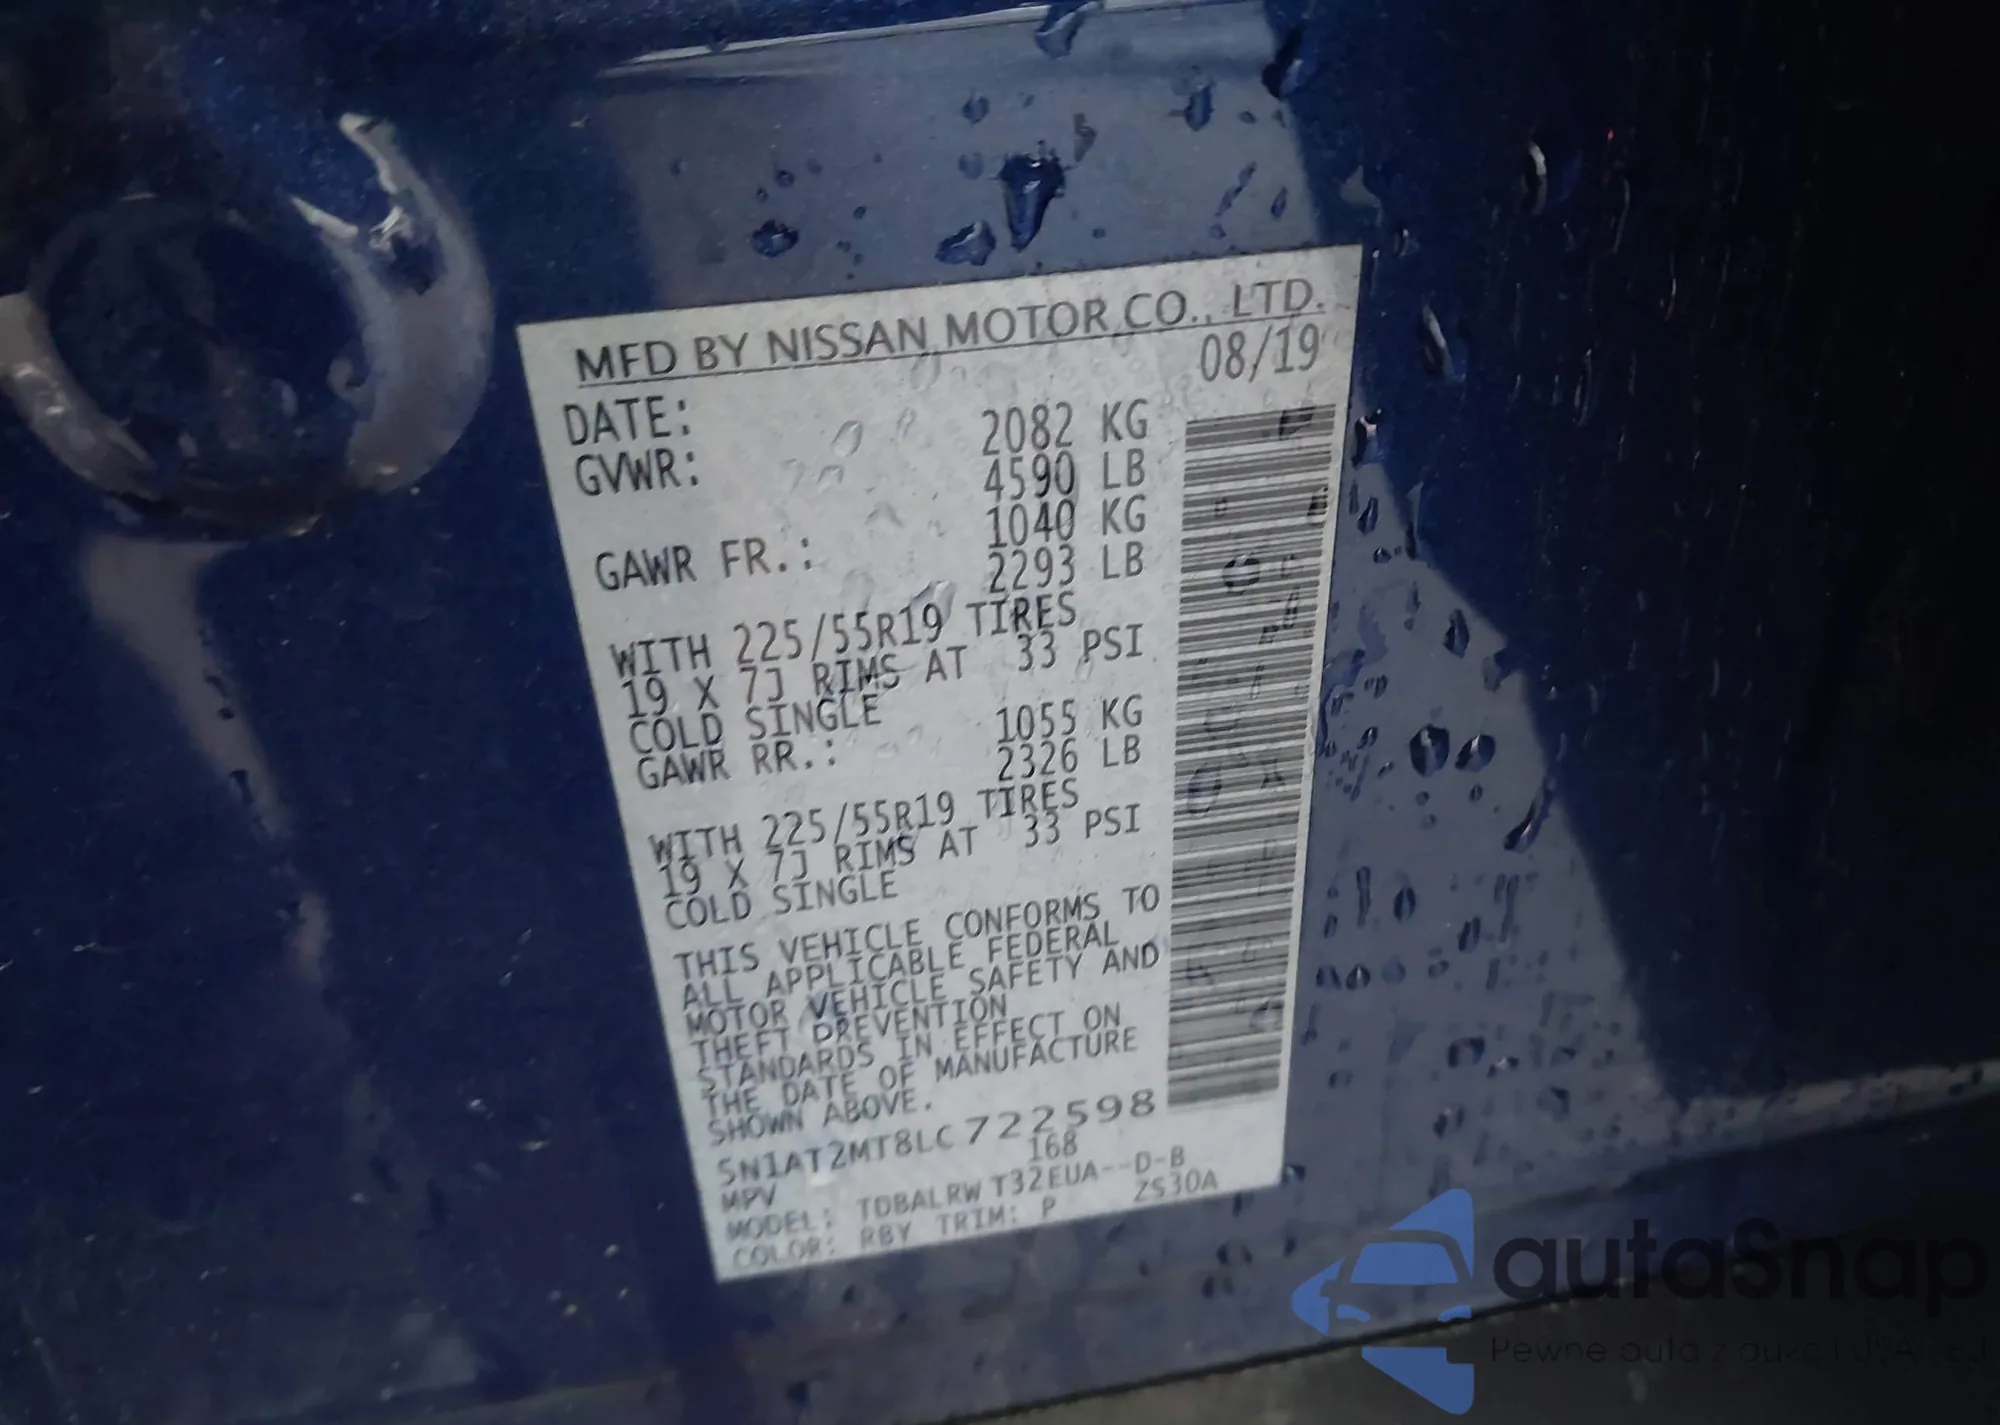 MFD BY NISSAN MOTOR CO., LTD.
DATE: 08/19
GVWR: 2082 KG
4590 LB
GAWR FR.: 1040 KG
2293 LB
WITH 225/55R19 TIRES
19 X 7J RIMS AT 33 PSI
COLD SINGLE
GAWR RR.: 1055 KG
2326 LB
WITH 225/55R19 TIRES
19 X 7J RIMS AT 33 PSI
COLD SINGLE
THIS VEHICLE CONFORMS TO
ALL APPLICABLE FEDERAL
MOTOR VEHICLE SAFETY AND
THEFT PREVENTION
STANDARDS IN EFFECT ON
THE DATE OF MANUFACTURE
SHOWN ABOVE.
5N1AT2MT8LC722598
MPV 168
MODEL: TDBALRW T32EUA--D-B
COLOR: RBY TRIM: P ZS30A
autaSnap
Pewne auta z aukcji